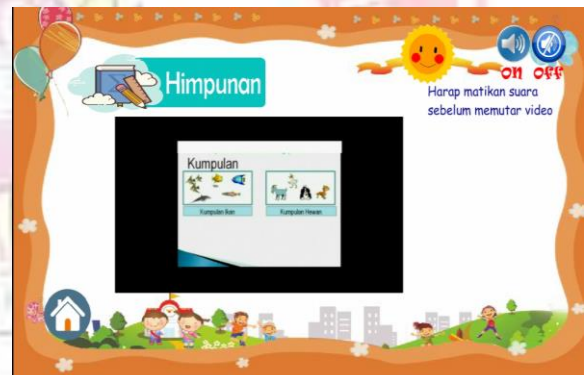 Himpunan
on off
Harap matikan suara
sebelum memutar video
Kumpulan
Kumpulan Ikan
Kumpulan Hewan